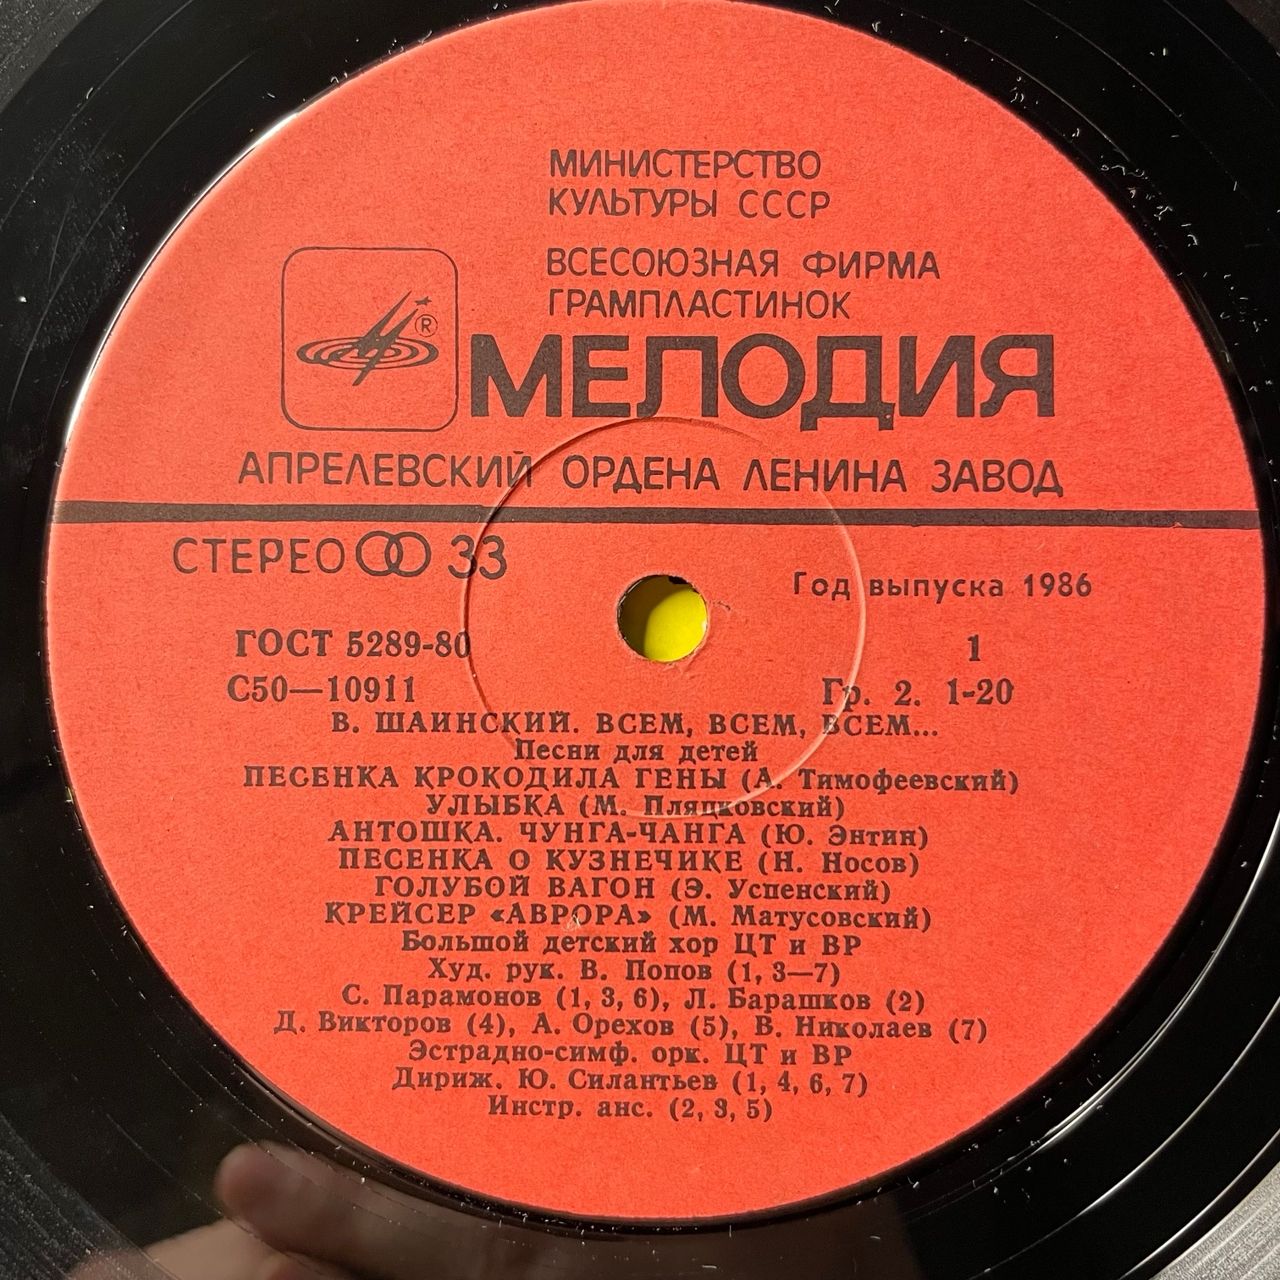 МИНИСТЕРСТВО
КУЛЬТУРЫ СССР
ВСЕСОЮЗНАЯ ФИРМА
ГРАМПЛАСТИНОК
® МЕЛОДИЯ
АПРЕЛЕВСКИЙ ОРДЕНА ЛЕНИНА ЗАВОД
СТЕРЕО 33
Год выпуска 1986
ГОСТ 5289-80 1
С50—10911 Гр. 2. 1-20
В. ШАИНСКИЙ. ВСЕМ, ВСЕМ, ВСЕМ...
Песни для детей
ПЕСЕНКА КРОКОДИЛА ГЕНЫ (А. Тимофеевский)
УЛЫБКА (М. Пляцковский)
АНТОШКА. ЧУНГА-ЧАНГА (Ю. Энтин)
ПЕСЕНКА О КУЗНЕЧИКЕ (Н. Носов)
ГОЛУБОЙ ВАГОН (Э. Успенский)
КРЕЙСЕР «АВРОРА» (М. Матусовский)
Большой детский хор ЦТ и ВР
Худ. рук. В. Попов (1, 3—7)
С. Парамонов (1, 3, 6), Л. Барашков (2)
Д. Викторов (4), А. Орехов (5), В. Николаев (7)
Эстрадно-симф. орк. ЦТ и ВР
Дириж. Ю. Силантьев (1, 4, 6, 7)
Инстр. анс. (2, 3, 5)